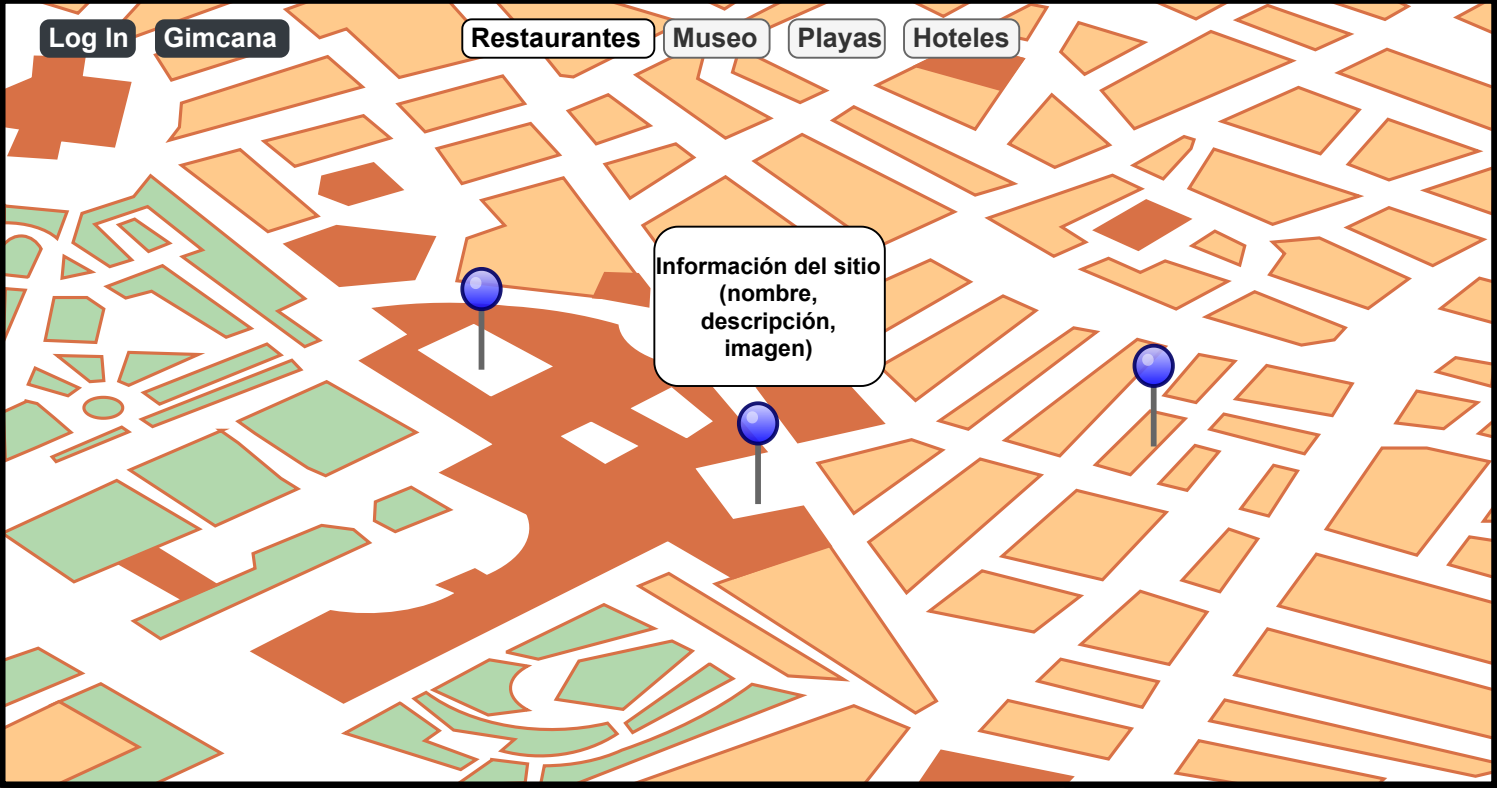 Log In
Gimcana
Restaurantes
Museo
Playas
Hoteles
Información del sitio
(nombre,
descripción,
imagen)